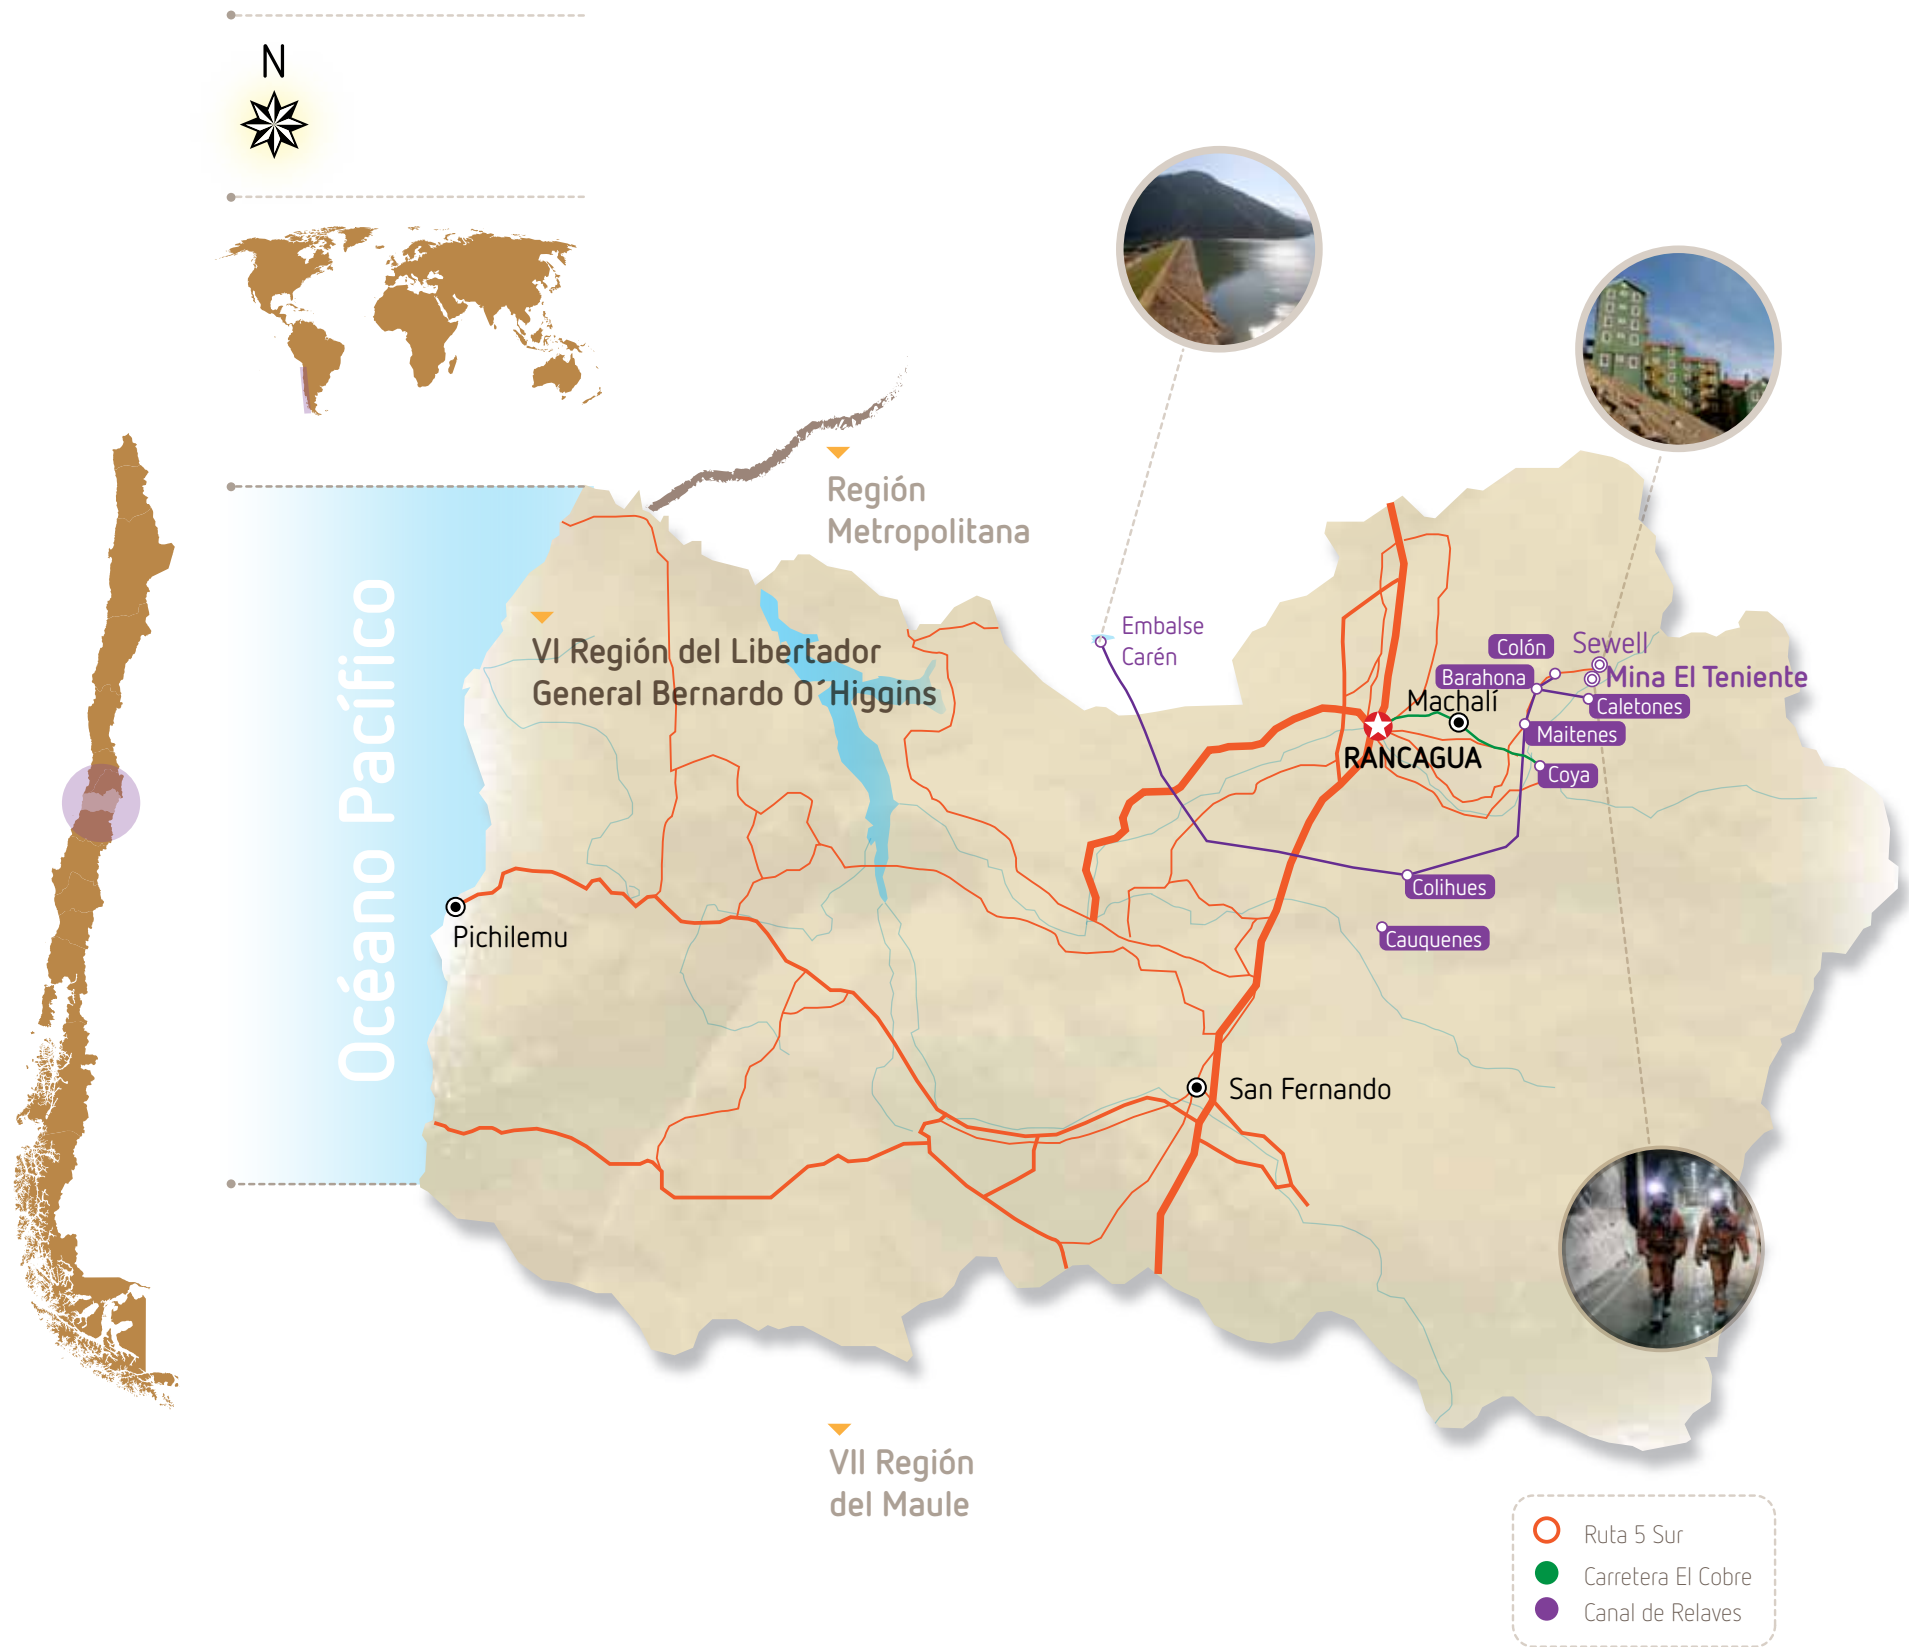 N
Región
Metropolitana
Océano Pacífico
VI Región del Libertador
General Bernardo O´Higgins
Embalse
Carén
Colón
Sewell
Barahona
Mina El Teniente
Machalí
Caletones
Maitenes
RANCAGUA
Coya
Colihues
Cauquenes
Pichilemu
San Fernando
VII Región
del Maule
Ruta 5 Sur
Carretera El Cobre
Canal de Relaves